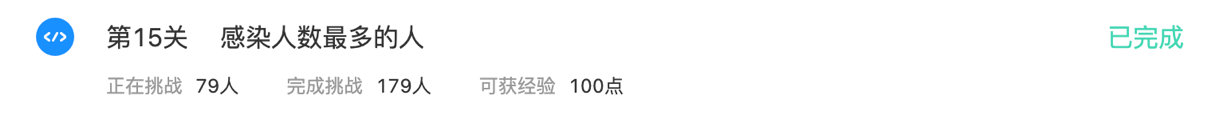 第15关 感染人数最多的人 已完成
正在挑战 79人 完成挑战 179人 可获经验 100点